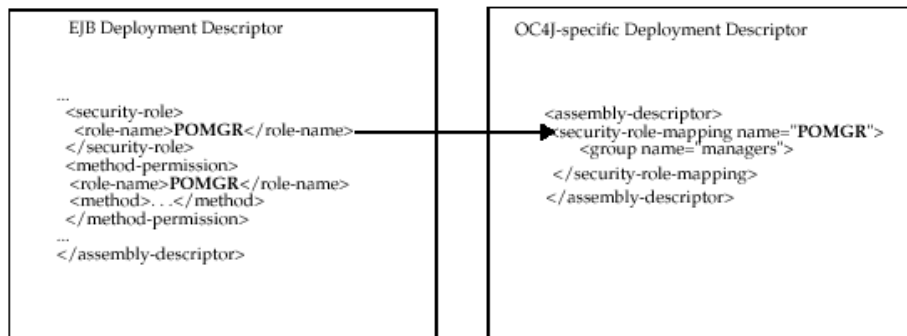 EJB Deployment Descriptor
...
<security-role>
<role-name>POMGR</role-name>
</security-role>
<method-permission>
<role-name>POMGR</role-name>
<method>. . .</method>
</method-permission>
...
</assembly-descriptor>
OC4J-specific Deployment Descriptor
<assembly-descriptor>
<security-role-mapping name="POMGR">
<group name="managers">
</security-role-mapping>
</assembly-descriptor>